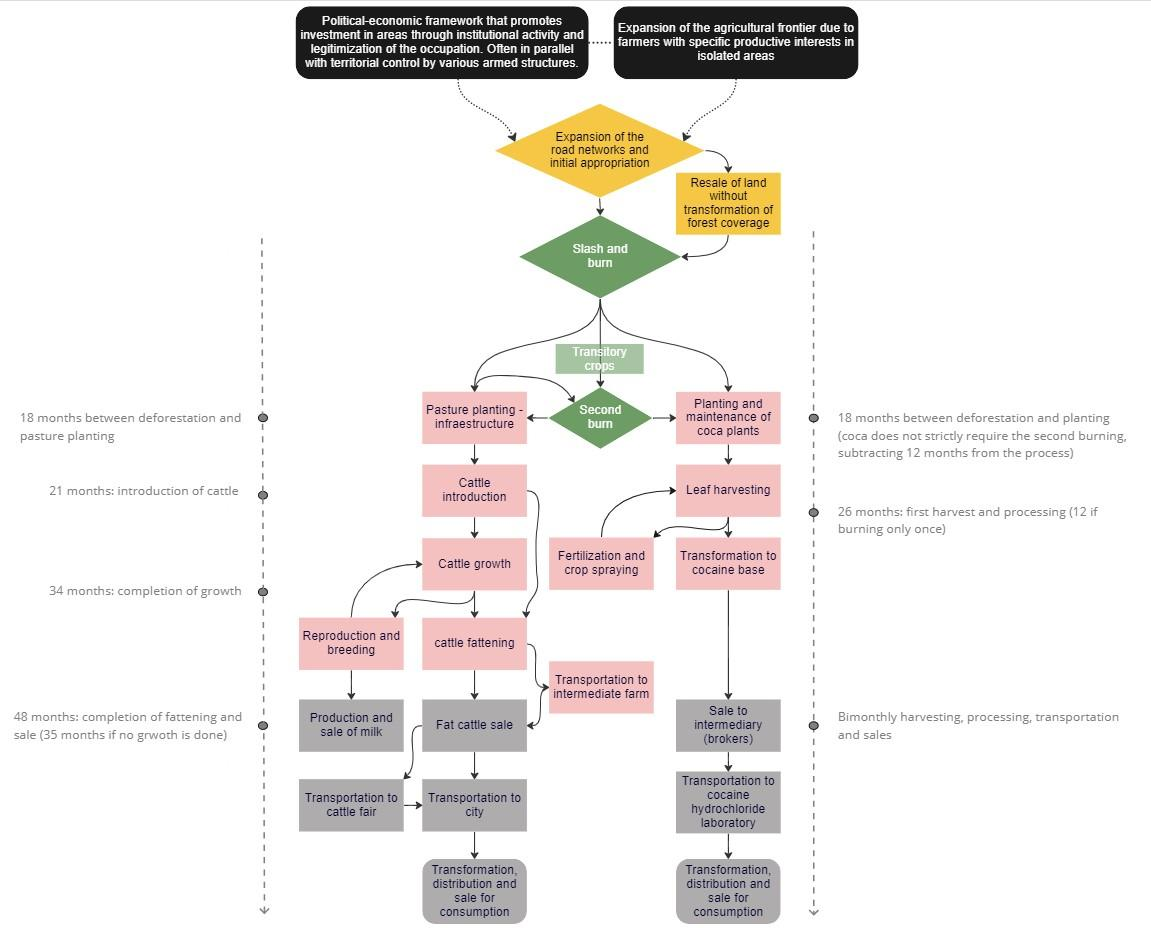 Political-economic framework that promotes
investment in areas through institutional activity and
legitimization of the occupation. Often in parallel
with territorial control by various armed structures.
Expansion of the agricultural frontier due to
farmers with specific productive interests in
isolated areas
Expansion of the
road networks and
initial appropriation
Resale of land
without
transformation of
forest coverage
Slash and
burn
Transitory
crops
Pasture planting -
infraestructure
Second
burn
Planting and
maintenance of
coca plants
18 months between deforestation and
pasture planting
18 months between deforestation and planting
(coca does not strictly require the second burning,
subtracting 12 months from the process)
Cattle
introduction
Leaf harvesting
21 months: introduction of cattle
26 months: first harvest and processing (12 if
burning only once)
Cattle growth
Fertilization and
crop spraying
Transformation to
cocaine base
34 months: completion of growth
Reproduction and
breeding
cattle fattening
Transportation to
intermediate farm
Production and
sale of milk
Fat cattle sale
Sale to
intermediary
(brokers)
48 months: completion of fattening and
sale (35 months if no grwoth is done)
Bimonthly harvesting, processing, transportation
and sales
Transportation to
cattle fair
Transportation to
city
Transportation to
cocaine
hydrochloride
laboratory
Transformation,
distribution and
sale for
consumption
Transformation,
distribution and
sale for
consumption